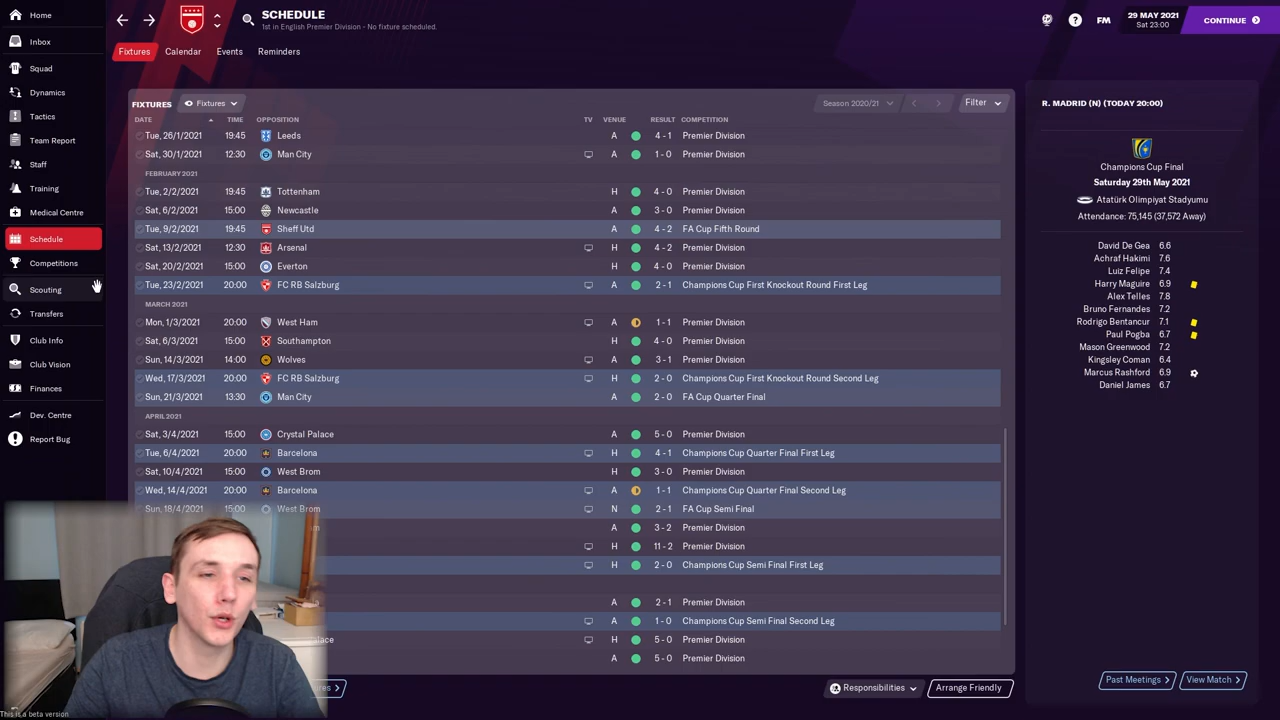 Home
Inbox
Squad
Dynamics
Tactics
Team Report
Staff
Training
Medical Centre
Schedule
Competitions
Scouting
Transfers
Club Info
Club Vision
Finances
Dev. Centre
Report Bug
This is a beta version
SCHEDULE
1st in English Premier Division - No fixture scheduled.
FM
29 MAY 2021
Sat 23:00
CONTINUE
Fixtures Calendar Events Reminders
FIXTURES Fixtures Season 2020/21 Filter
DATE TIME OPPOSITION TV VENUE RESULT COMPETITION
Tue, 26/1/2021 19:45 Leeds A 4 - 1 Premier Division
Sat, 30/1/2021 12:30 Man City A 1 - 0 Premier Division
FEBRUARY 2021
Tue, 2/2/2021 19:45 Tottenham H 4 - 0 Premier Division
Sat, 6/2/2021 15:00 Newcastle A 3 - 0 Premier Division
Tue, 9/2/2021 19:45 Sheff Utd A 4 - 2 FA Cup Fifth Round
Sat, 13/2/2021 12:30 Arsenal H 4 - 2 Premier Division
Sat, 20/2/2021 15:00 Everton H 4 - 0 Premier Division
Tue, 23/2/2021 20:00 FC RB Salzburg A 2 - 1 Champions Cup First Knockout Round First Leg
MARCH 2021
Mon, 1/3/2021 20:00 West Ham A 1 - 1 Premier Division
Sat, 6/3/2021 15:00 Southampton H 4 - 0 Premier Division
Sun, 14/3/2021 14:00 Wolves A 3 - 1 Premier Division
Wed, 17/3/2021 20:00 FC RB Salzburg H 2 - 0 Champions Cup First Knockout Round Second Leg
Sun, 21/3/2021 13:30 Man City A 2 - 0 FA Cup Quarter Final
APRIL 2021
Sat, 3/4/2021 15:00 Crystal Palace A 5 - 0 Premier Division
Tue, 6/4/2021 20:00 Barcelona H 4 - 1 Champions Cup Quarter Final First Leg
Sat, 10/4/2021 15:00 West Brom H 3 - 0 Premier Division
Wed, 14/4/2021 20:00 Barcelona A 1 - 1 Champions Cup Quarter Final Second Leg
Sun, 18/4/2021 15:00 West Brom N 2 - 1 FA Cup Semi Final
A 3 - 2 Premier Division
H 11 - 2 Premier Division
H 2 - 0 Champions Cup Semi Final First Leg
A 2 - 1 Premier Division
A 1 - 0 Champions Cup Semi Final Second Leg
alace H 5 - 0 Premier Division
A 5 - 0 Premier Division
Responsibilities Arrange Friendly
R. MADRID (N) (TODAY 20:00)
Champions Cup Final
Saturday 29th May 2021
Atatürk Olimpiyat Stadyumu
Attendance: 75,145 (37,572 Away)
David De Gea 6.6
Achraf Hakimi 7.6
Luiz Felipe 7.4
Harry Maguire 6.9
Alex Telles 7.8
Bruno Fernandes 7.2
Rodrigo Bentancur 7.1
Paul Pogba 6.7
Mason Greenwood 7.2
Kingsley Coman 6.4
Marcus Rashford 6.9
Daniel James 6.7
Past Meetings View Match